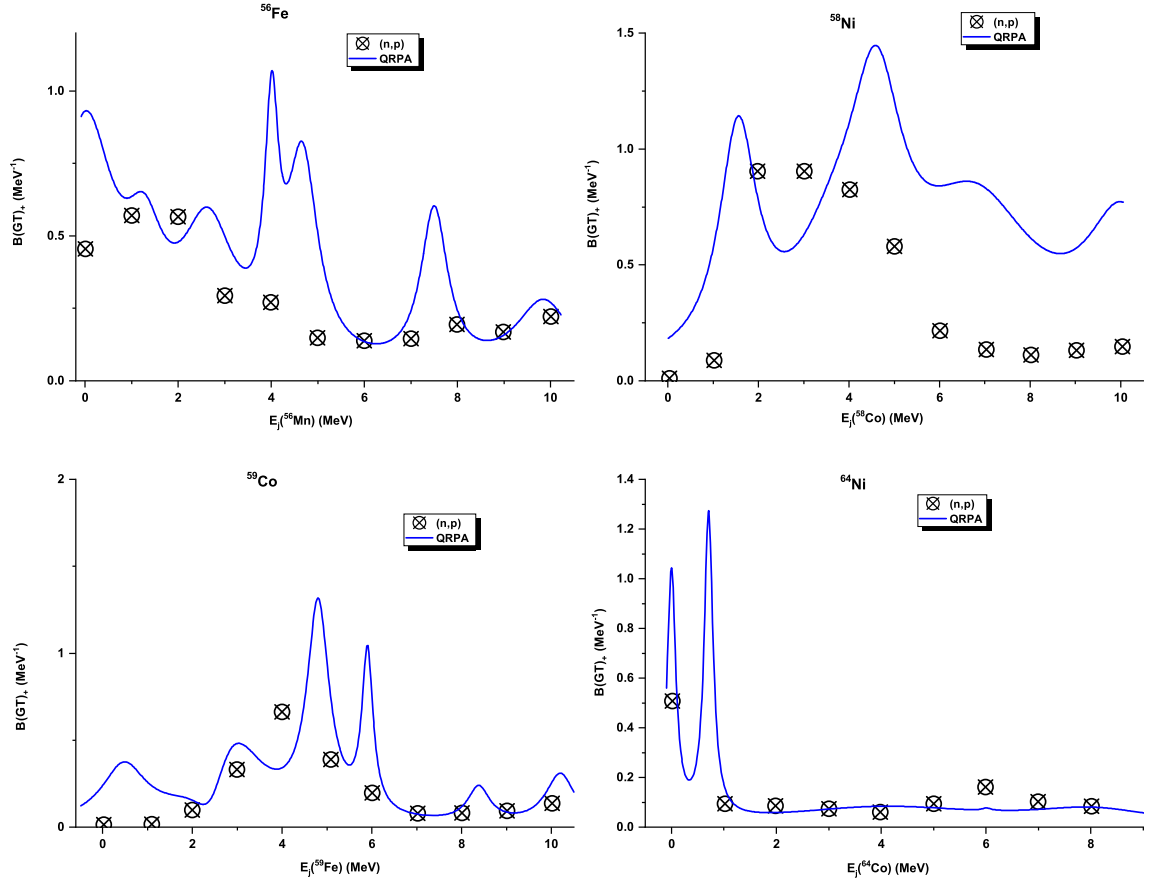 ⁵⁶Fe
(n,p)
QRPA
B(GT)₊ (MeV⁻¹)
1.0
0.5
0.0
0 2 4 6 8 10
Eⱼ(⁵⁶Mn) (MeV)
⁵⁸Ni
(n,p)
QRPA
B(GT)₊ (MeV⁻¹)
1.5
1.0
0.5
0.0
0 2 4 6 8 10
Eⱼ(⁵⁸Co) (MeV)
⁵⁹Co
(n,p)
QRPA
B(GT)₊ (MeV⁻¹)
2
1
0
0 2 4 6 8 10
Eⱼ(⁵⁹Fe) (MeV)
⁶⁴Ni
(n,p)
QRPA
B(GT)₊ (MeV⁻¹)
1.4
1.2
1.0
0.8
0.6
0.4
0.2
0.0
0 2 4 6 8
Eⱼ(⁶⁴Co) (MeV)